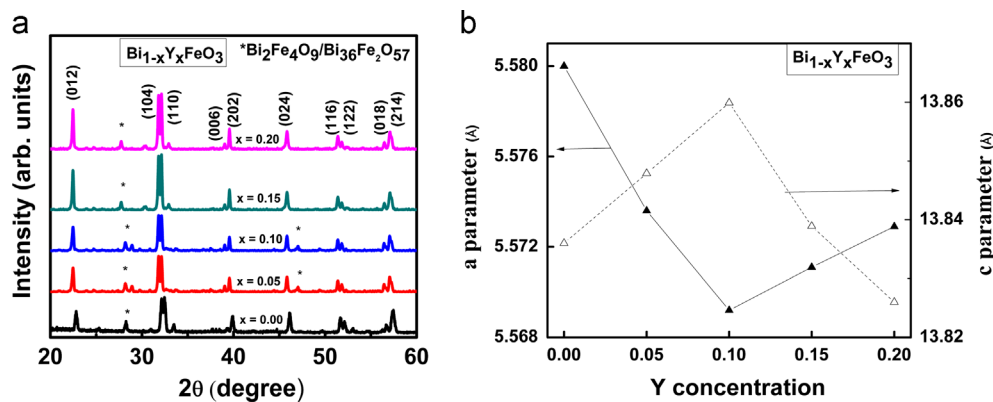 a
Bi1-xYxFeO3
*Bi2Fe4O9/Bi36Fe2O57
(012)
(104)
(110)
(006)
(202)
(024)
(116)
(122)
(018)
(214)
*
x = 0.20
*
x = 0.15
*
*
x = 0.10
*
*
x = 0.05
*
x = 0.00
Intensity (arb. units)
20 30 40 50 60
2θ (degree)
b
Bi1-xYxFeO3
5.580
5.576
5.572
5.568
a parameter (Å)
13.86
13.84
13.82
c parameter (Å)
0.00 0.05 0.10 0.15 0.20
Y concentration